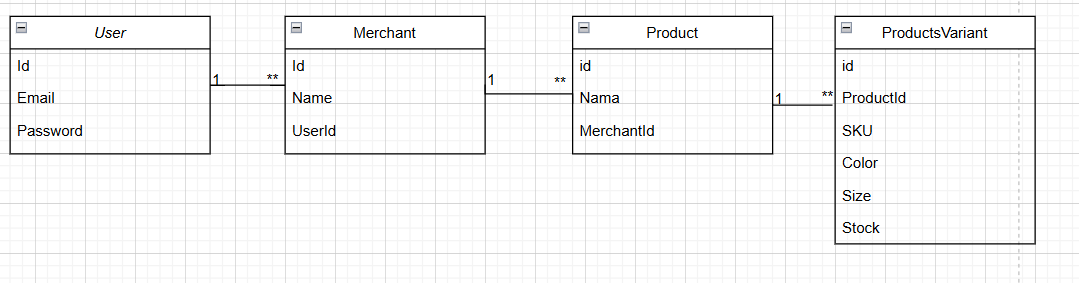 User
Id
Email
Password
1
**
Merchant
Id
Name
UserId
1
**
Product
id
Nama
MerchantId
1
**
ProductsVariant
id
ProductId
SKU
Color
Size
Stock